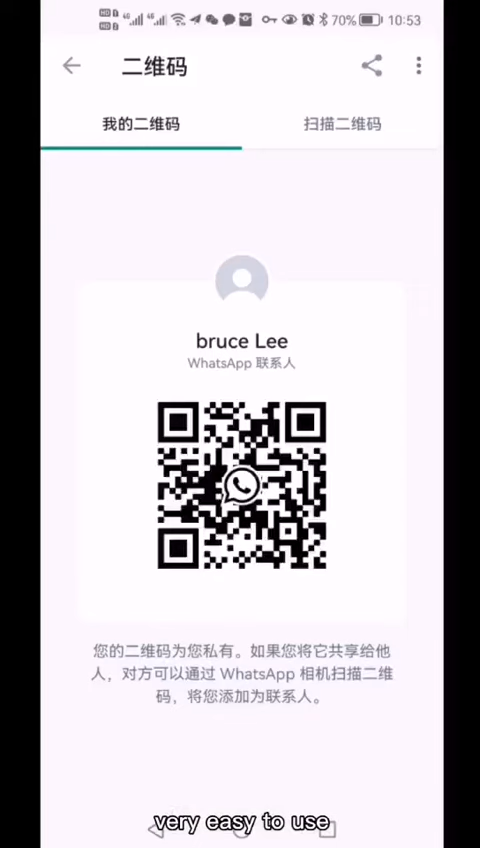 70% 10:53
二维码
我的二维码
扫描二维码
bruce Lee
WhatsApp 联系人
您的二维码为您私有。如果您将它共享给他
人，对方可以通过 WhatsApp 相机扫描二维
码，将您添加为联系人。
very easy to use